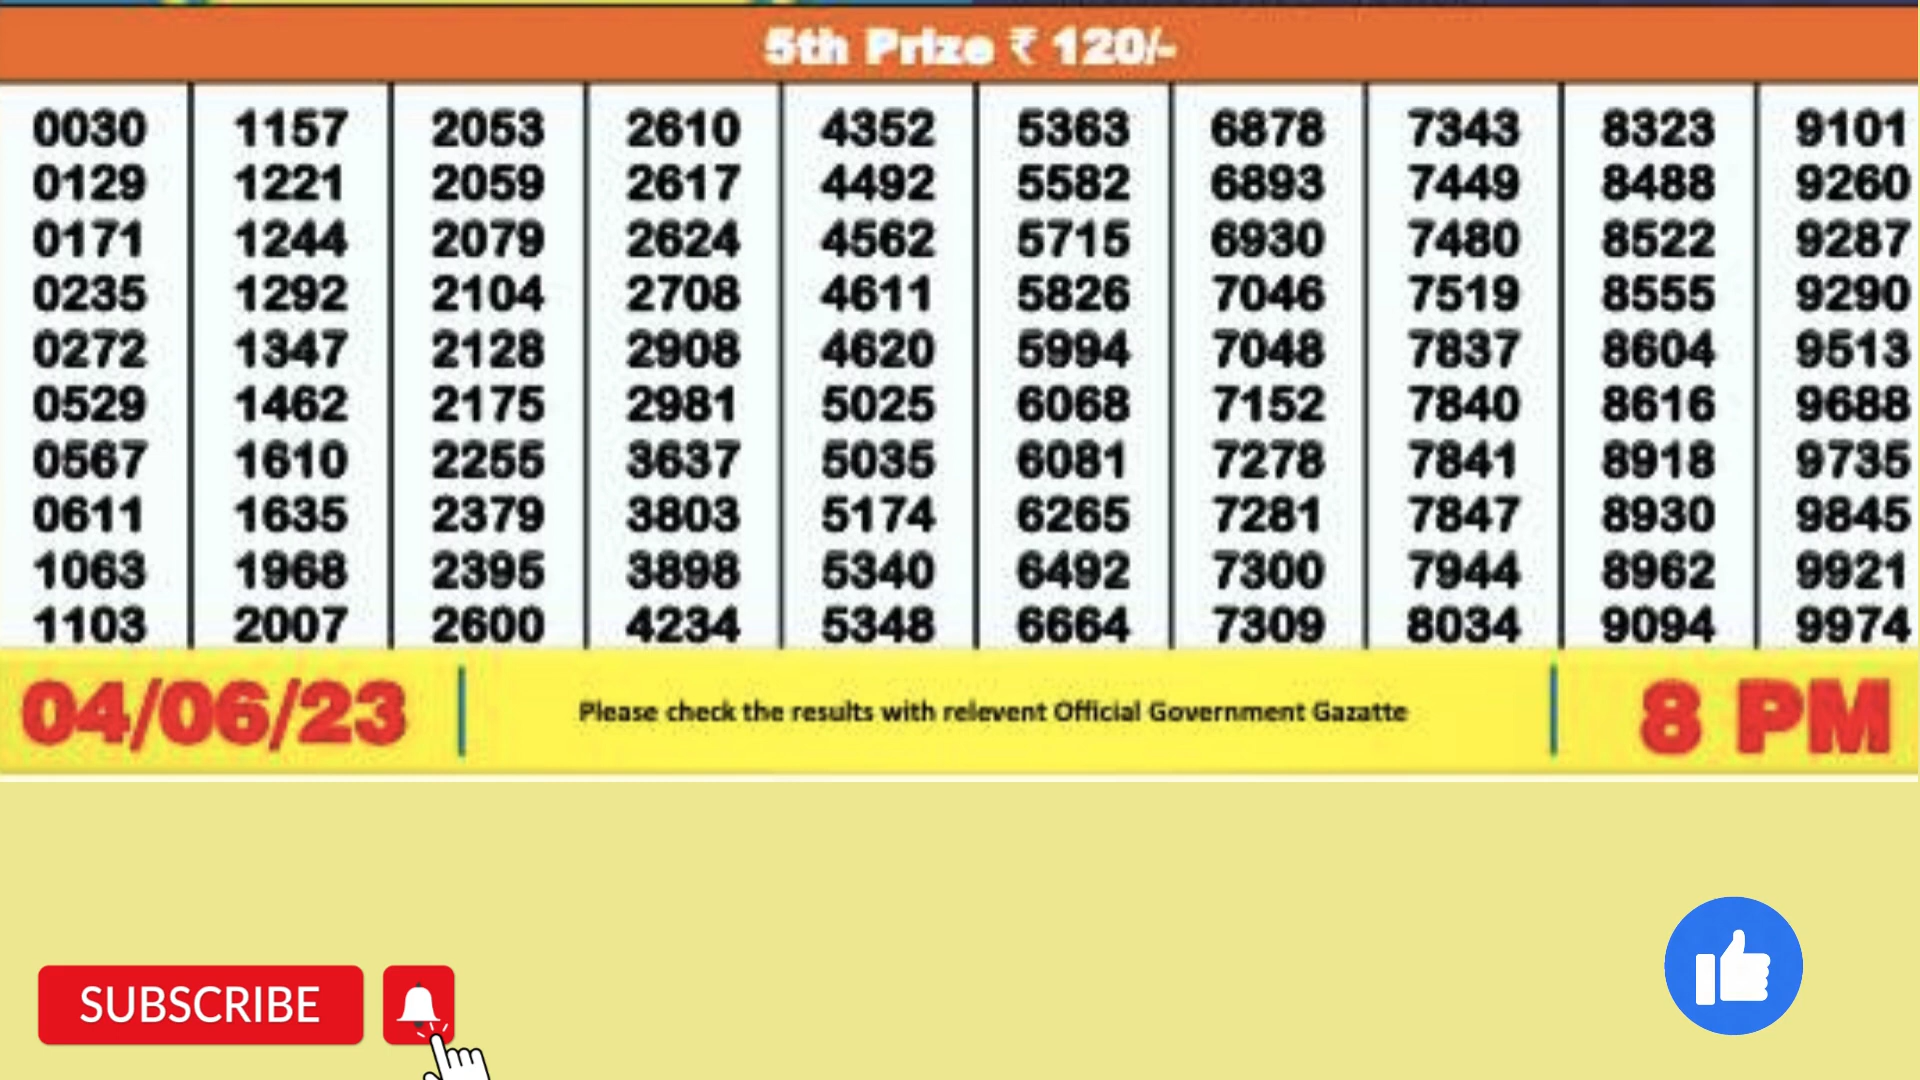 5th Prize ₹ 120/-
0030 1157 2053 2610 4352 5363 6878 7343 8323 9101
0129 1221 2059 2617 4492 5582 6893 7449 8488 9260
0171 1244 2079 2624 4562 5715 6930 7480 8522 9287
0235 1292 2104 2708 4611 5826 7046 7519 8555 9290
0272 1347 2128 2908 4620 5994 7048 7837 8604 9513
0529 1462 2175 2981 5025 6068 7152 7840 8616 9688
0567 1610 2255 3637 5035 6081 7278 7841 8918 9735
0611 1635 2379 3803 5174 6265 7281 7847 8930 9845
1063 1968 2395 3898 5340 6492 7300 7944 8962 9921
1103 2007 2600 4234 5348 6664 7309 8034 9094 9974
04/06/23 Please check the results with relevent Official Government Gazatte 8 PM
SUBSCRIBE